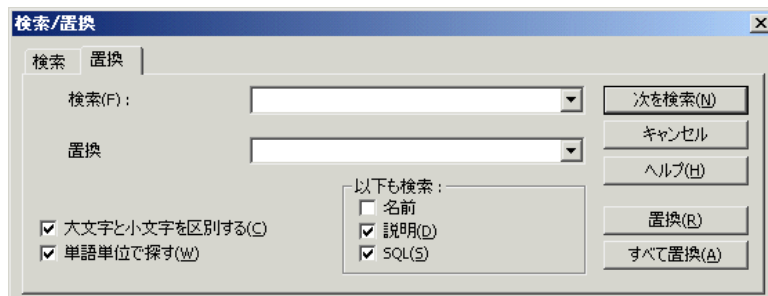 検索/置換
検索 置換
検索(F) :
次を検索(N)
キャンセル
置換
ヘルプ(H)
以下も検索 :
名前
大文字と小文字を区別する(C)
説明(D)
置換(R)
単語単位で探す(W)
SQL(S)
すべて置換(A)